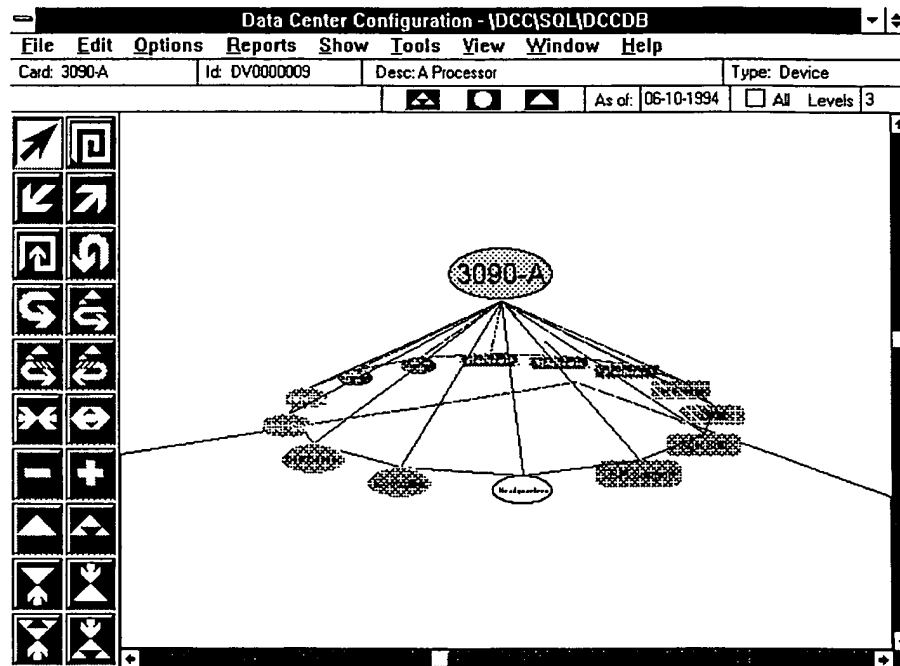 Data Center Configuration - \DCC\SQL\DCCDB
File Edit Options Reports Show Tools View Window Help
Card: 3090-A Id: DV0000009 Desc: A Processor Type: Device
As of: 06-10-1994 All Levels 3
3090-A
Headquarters